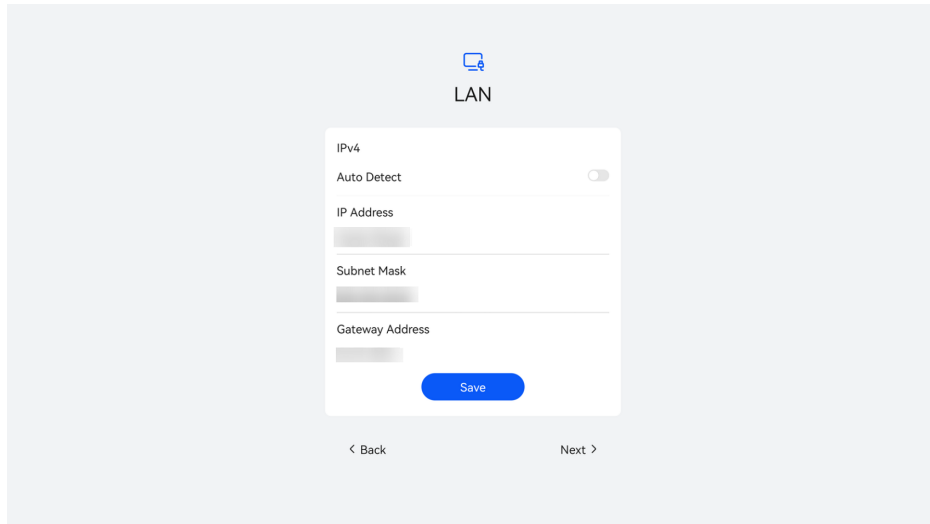 LAN
IPv4
Auto Detect
IP Address
Subnet Mask
Gateway Address
Save
Back
Next